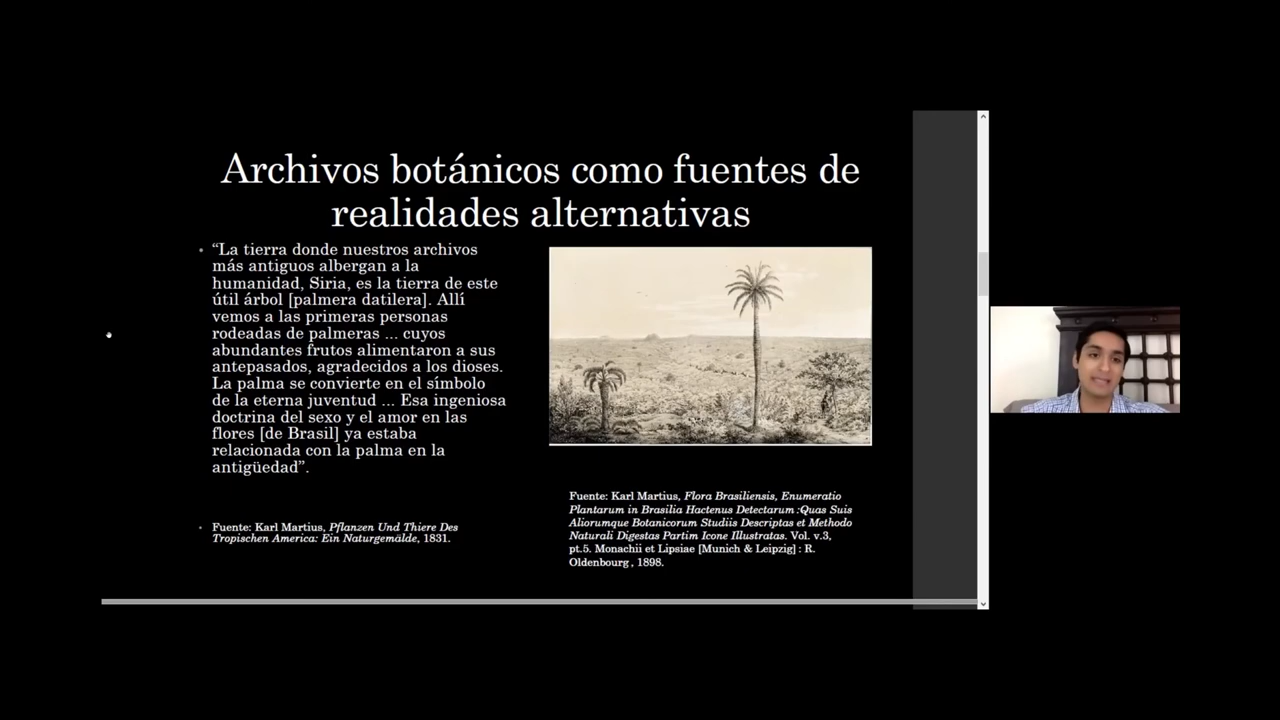 Archivos botánicos como fuentes de
realidades alternativas
• “La tierra donde nuestros archivos
más antiguos albergan a la
humanidad, Siria, es la tierra de este
útil árbol [palmera datilera]. Allí
vemos a las primeras personas
rodeadas de palmeras ... cuyos
abundantes frutos alimentaron a sus
antepasados, agradecidos a los dioses.
La palma se convierte en el símbolo
de la eterna juventud ... Esa ingeniosa
doctrina del sexo y el amor en las
flores [de Brasil] ya estaba
relacionada con la palma en la
antigüedad”.
• Fuente: Karl Martius, Pflanzen Und Thiere Des
Tropischen America: Ein Naturgemälde, 1831.
Fuente: Karl Martius, Flora Brasiliensis, Enumeratio
Plantarum in Brasilia Hactenus Detectarum :Quas Suis
Aliorumque Botanicorum Studiis Descriptas et Methodo
Naturali Digestas Partim Icone Illustratas. Vol. v.3,
pt.5. Monachii et Lipsiae [Munich & Leipzig] : R.
Oldenbourg , 1898.